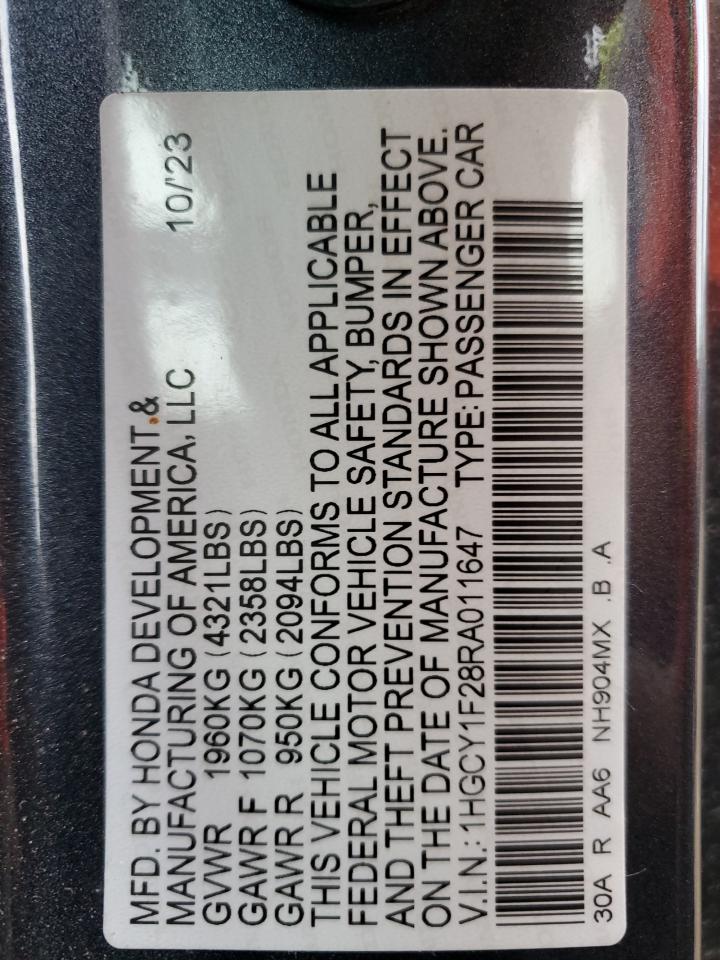 MFD. BY HONDA DEVELOPMENT &
MANUFACTURING OF AMERICA, LLC 10/'23
GVWR 1960KG (4321LBS)
GAWR F 1070KG (2358LBS)
GAWR R 950KG (2094LBS)
THIS VEHICLE CONFORMS TO ALL APPLICABLE
FEDERAL MOTOR VEHICLE SAFETY, BUMPER,
AND THEFT PREVENTION STANDARDS IN EFFECT
ON THE DATE OF MANUFACTURE SHOWN ABOVE.
V.I.N.: 1HGCY1F28RA011647 TYPE: PASSENGER CAR
30A R AA6 NH904MX .B .A